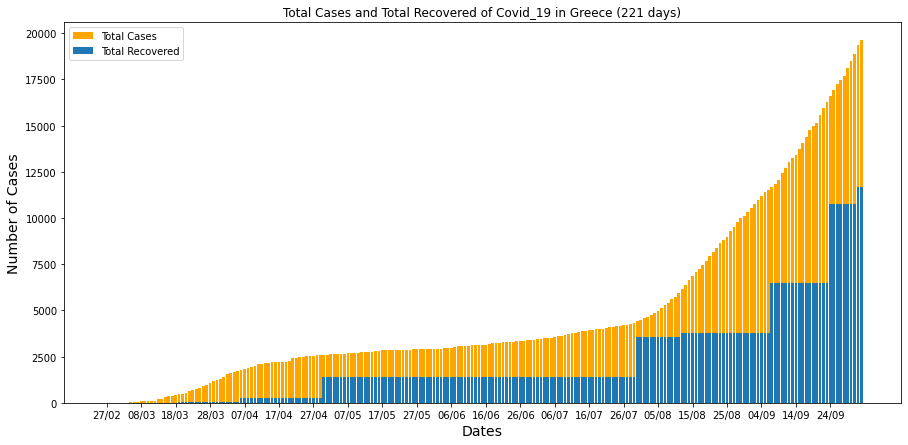 Total Cases and Total Recovered of Covid_19 in Greece (221 days)
Total Cases
Total Recovered
Number of Cases
20000
17500
15000
12500
10000
7500
5000
2500
0
27/02 08/03 18/03 28/03 07/04 17/04 27/04 07/05 17/05 27/05 06/06 16/06 26/06 06/07 16/07 26/07 05/08 15/08 25/08 04/09 14/09 24/09
Dates